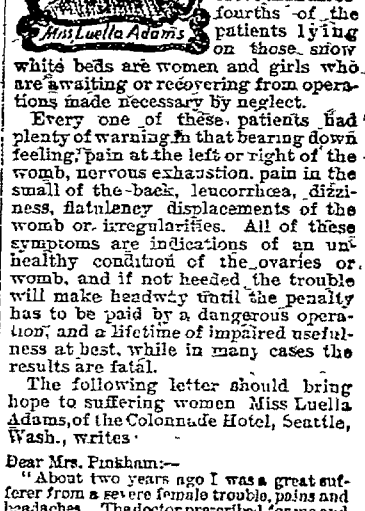 fourths of the
Miss Luella Adams
patients lying
on those snow
white beds are women and girls who
are awaiting or recovering from opera-
tions made necessary by neglect.
Every one of these patients had
plenty of warning in that bearing down
feeling, pain at the left or right of the
womb, nervous exhaustion, pain in the
small of the back, leucorrhœa, dizzi-
ness, flatulency displacements of the
womb or irregularities. All of these
symptoms are indications of an un-
healthy condition of the ovaries or
womb, and if not heeded the trouble
will make headway until the penalty
has to be paid by a dangerous opera-
tion, and a lifetime of impaired useful-
ness at best, while in many cases the
results are fatal.
The following letter should bring
hope to suffering women Miss Luella
Adams, of the Colonnade Hotel, Seattle,
Wash., writes
Dear Mrs. Pinkham:—
"About two years ago I was a great suf-
ferer from a severe female trouble, pains and
headaches. The doctor prescribed for me and